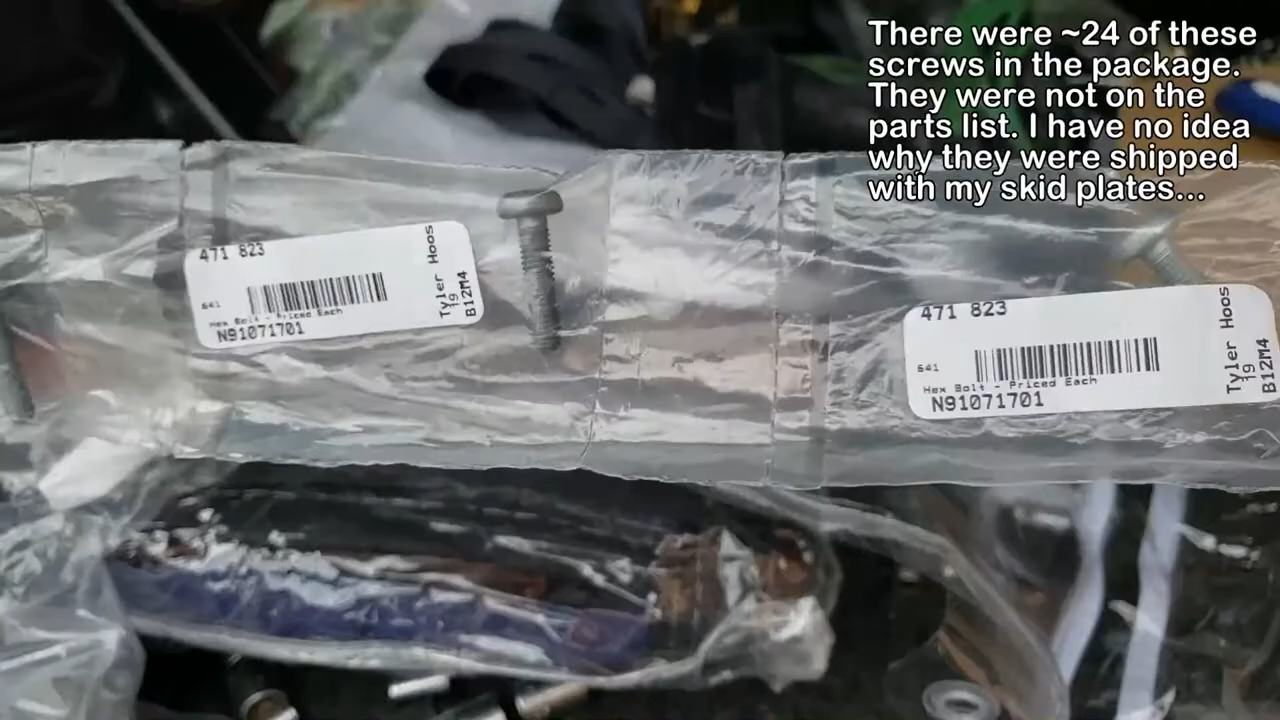 There were ~24 of these
screws in the package.
They were not on the
parts list. I have no idea
why they were shipped
with my skid plates...
471 823
641
Hex Bolt - Priced Each
N91071701
Tyler Hoos
19
B12M4
471 823
641
Hex Bolt - Priced Each
N91071701
Tyler Hoos
19
B12M4